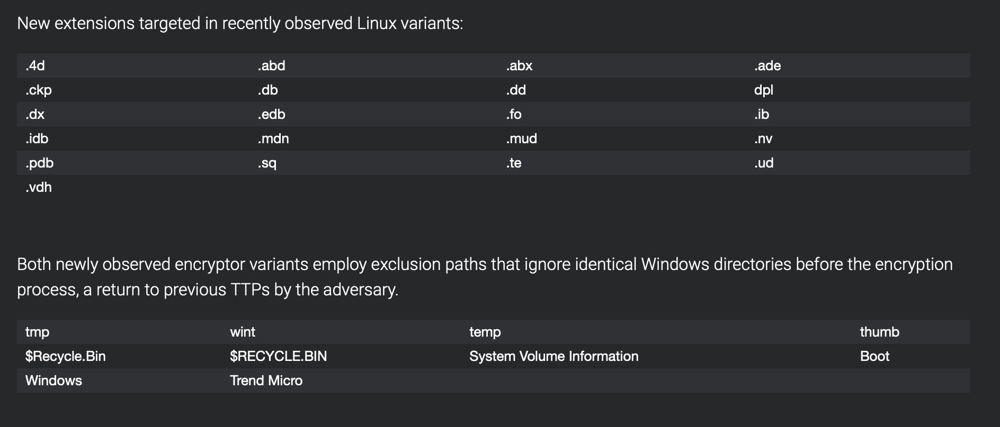 New extensions targeted in recently observed Linux variants:
.4d .abd .abx .ade
.ckp .db .dd dpl
.dx .edb .fo .ib
.idb .mdn .mud .nv
.pdb .sq .te .ud
.vdh
Both newly observed encryptor variants employ exclusion paths that ignore identical Windows directories before the encryption
process, a return to previous TTPs by the adversary.
tmp wint temp thumb
$Recycle.Bin $RECYCLE.BIN System Volume Information Boot
Windows Trend Micro